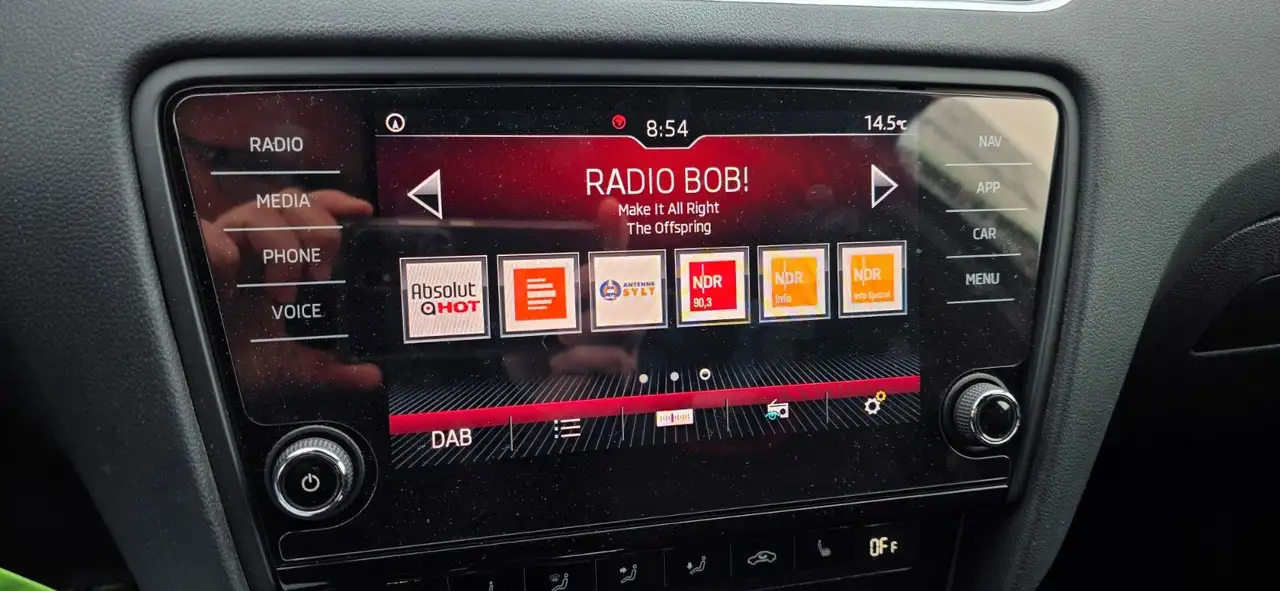 8:54
14.5°C
RADIO
MEDIA
PHONE
VOICE
RADIO BOB!
Make It All Right
The Offspring
Absolut
HOT
ANTENNE
SYLT
NDR
90,3
NDR
Info
NDR
Info Spezial
DAB
NAV
APP
CAR
MENU
OFF